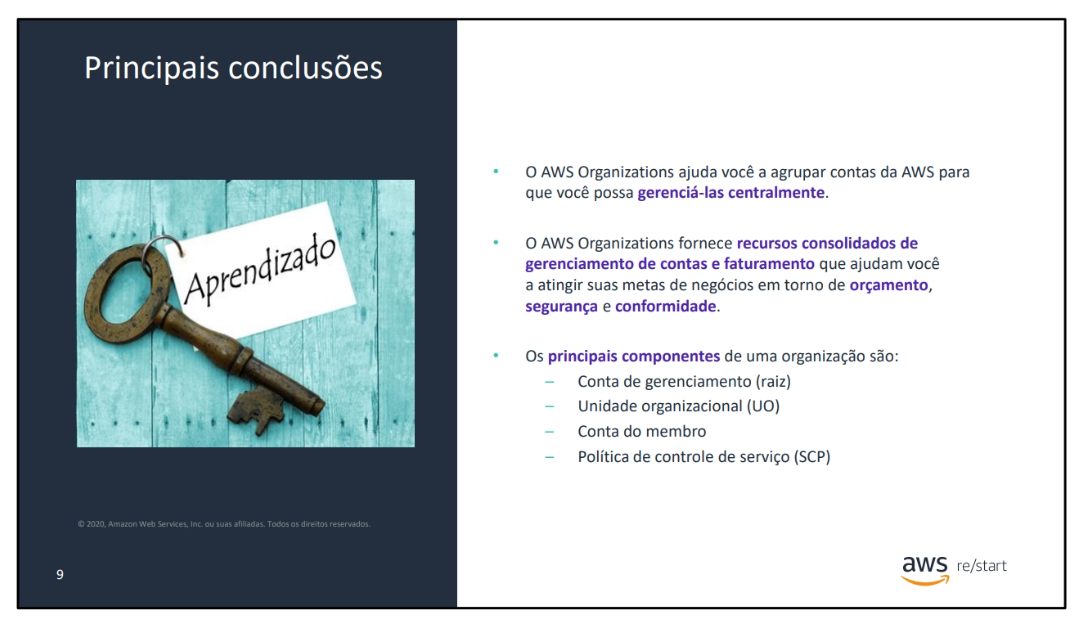 Principais conclusões
Aprendizado
© 2020, Amazon Web Services, Inc. ou suas afiliadas. Todos os direitos reservados.
9
• O AWS Organizations ajuda você a agrupar contas da AWS para
que você possa gerenciá-las centralmente.
• O AWS Organizations fornece recursos consolidados de
gerenciamento de contas e faturamento que ajudam você
a atingir suas metas de negócios em torno de orçamento,
segurança e conformidade.
• Os principais componentes de uma organização são:
– Conta de gerenciamento (raiz)
– Unidade organizacional (UO)
– Conta do membro
– Política de controle de serviço (SCP)
aws re/start